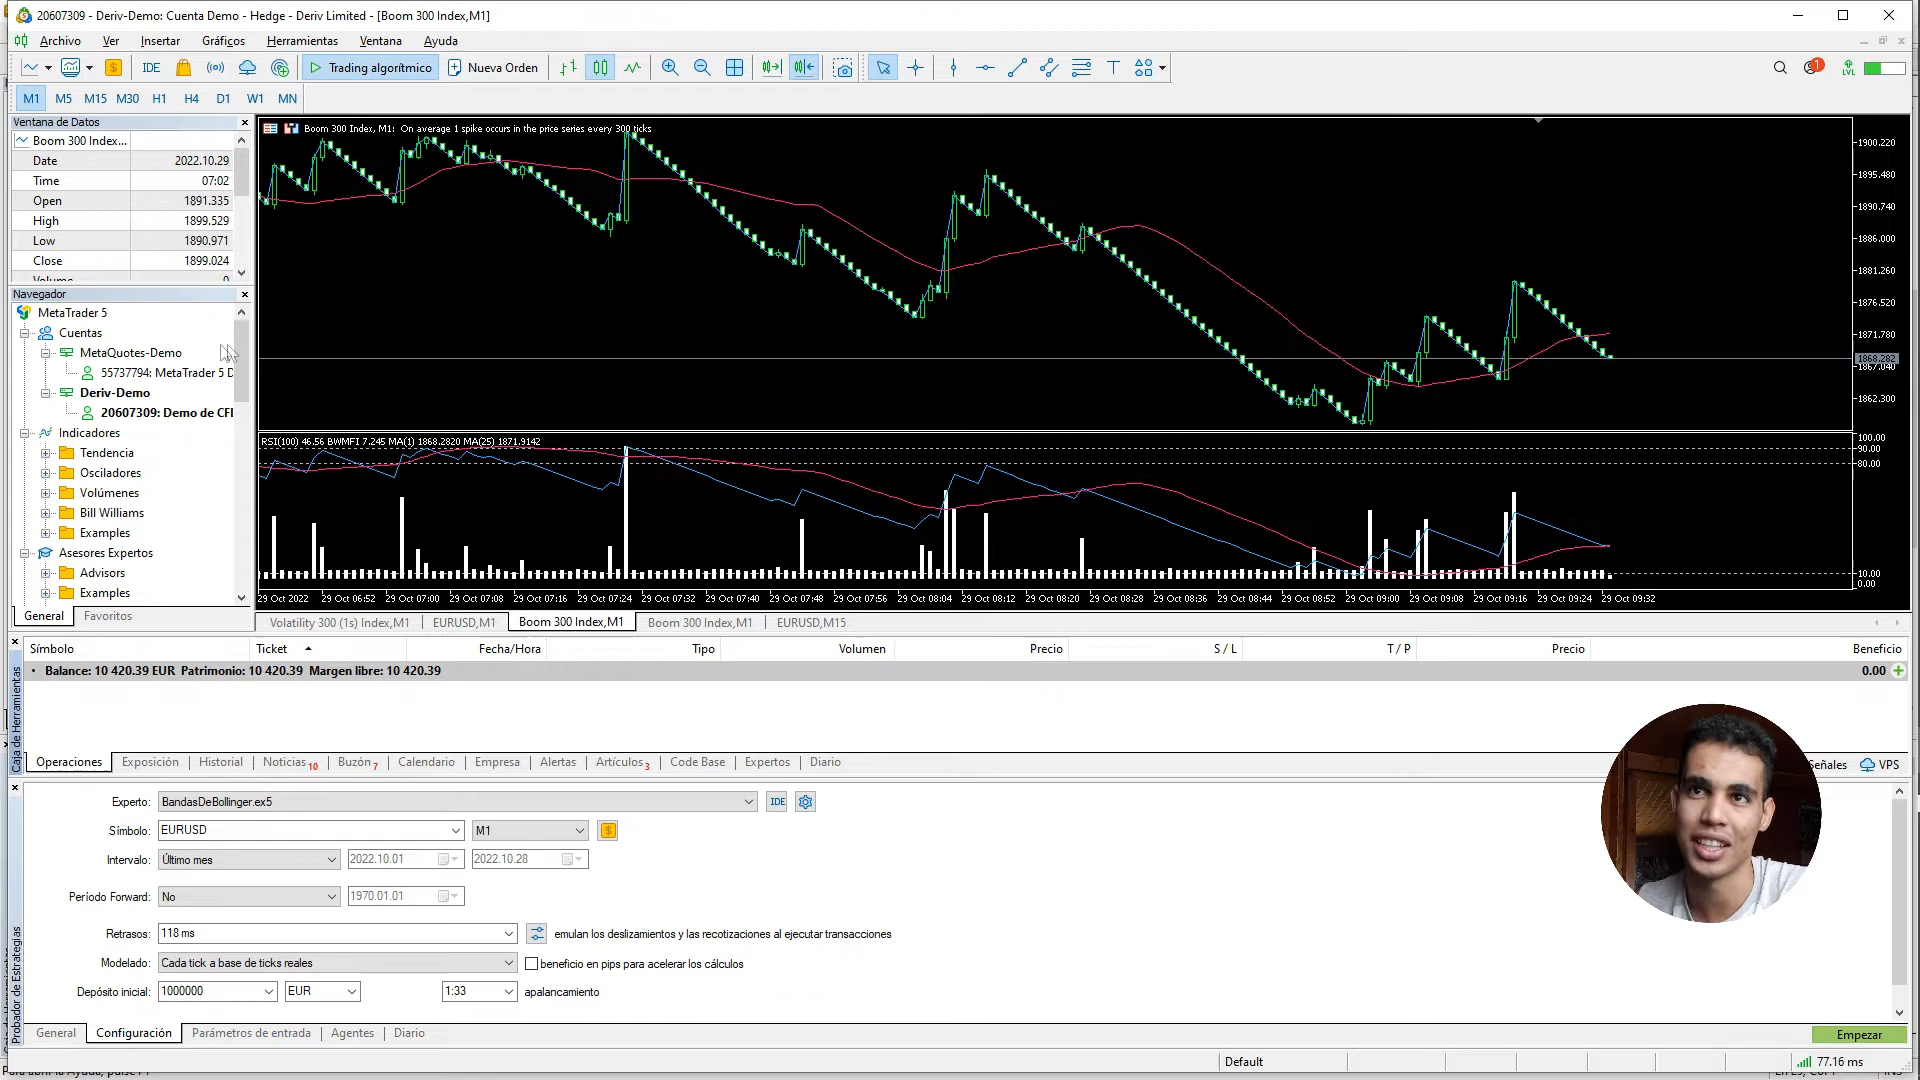 20607309 - Deriv-Demo: Cuenta Demo - Hedge - Deriv Limited - [Boom 300 Index,M1]
Archivo Ver Insertar Gráficos Herramientas Ventana Ayuda
IDE Trading algorítmico Nueva Orden T 1 LVL
M1 M5 M15 M30 H1 H4 D1 W1 MN
Ventana de Datos
Boom 300 Index...
Date 2022.10.29
Time 07:02
Open 1891.335
High 1899.529
Low 1890.971
Close 1899.024
Volume 0
Navegador
MetaTrader 5
Cuentas
MetaQuotes-Demo
55737794: MetaTrader 5 D
Deriv-Demo
20607309: Demo de CFI
Indicadores
Tendencia
Osciladores
Volúmenes
Bill Williams
Examples
Asesores Expertos
Advisors
Examples
General Favoritos
Boom 300 Index, M1: On average 1 spike occurs in the price series every 300 ticks
1900.220
1895.480
1890.740
1886.000
1881.260
1876.520
1871.780
1868.282
1867.040
1862.300
RSI(100) 46.56 BWMFI 7.245 MA(1) 1868.2820 MA(25) 1871.9142
100.00
90.00
80.00
10.00
0.00
29 Oct 2022 29 Oct 06:52 29 Oct 07:00 29 Oct 07:08 29 Oct 07:16 29 Oct 07:24 29 Oct 07:32 29 Oct 07:40 29 Oct 07:48 29 Oct 07:56 29 Oct 08:04 29 Oct 08:12 29 Oct 08:20 29 Oct 08:28 29 Oct 08:36 29 Oct 08:44 29 Oct 08:52 29 Oct 09:00 29 Oct 09:08 29 Oct 09:16 29 Oct 09:24 29 Oct 09:32
Volatility 300 (1s) Index,M1 EURUSD,M1 Boom 300 Index,M1 Boom 300 Index,M1 EURUSD,M15
Símbolo Ticket Fecha/Hora Tipo Volumen Precio S / L T / P Precio Beneficio
Balance: 10 420.39 EUR Patrimonio: 10 420.39 Margen libre: 10 420.39 0.00
Caja de Herramientas
Operaciones Exposición Historial Noticias 10 Buzón 7 Calendario Empresa Alertas Artículos 3 Code Base Expertos Diario Señales VPS
Experto: BandasDeBollinger.ex5 IDE
Símbolo: EURUSD M1
Intervalo: Último mes 2022.10.01 2022.10.28
Período Forward: No 1970.01.01
Retrasos: 118 ms emulan los deslizamientos y las recotizaciones al ejecutar transacciones
Modelado: Cada tick a base de ticks reales beneficio en pips para acelerar los cálculos
Depósito inicial: 1000000 EUR 1:33 apalancamiento
Probador de Estrategias
General Configuración Parámetros de entrada Agentes Diario Empezar
Default 77.16 ms